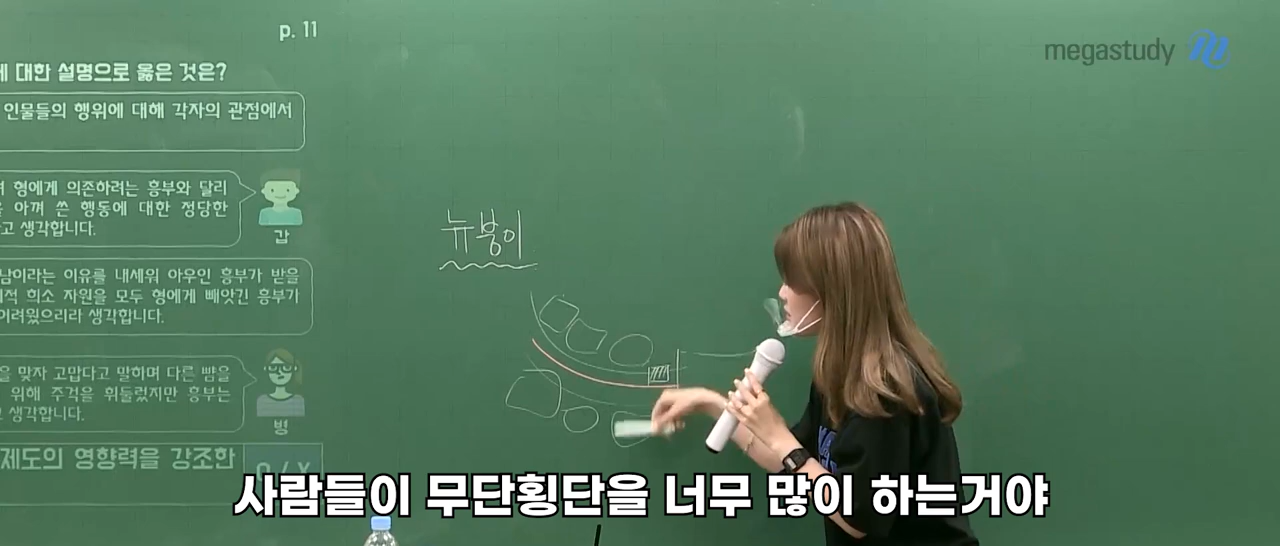 p. 11
megastudy
에 대한 설명으로 옳은 것은?
인물들의 행위에 대해 각자의 관점에서
형에게 의존하려는 흥부와 달리
아껴 쓴 행동에 대한 정당한
고 생각합니다.
갑
남이라는 이유를 내세워 아우인 흥부가 받을
적 희소 자원을 모두 형에게 빼앗긴 흥부가
어려웠으리라 생각합니다.
을 맞자 고맙다고 말하며 다른 뺨을
위해 주걱을 휘둘렀지만 흥부는
고 생각합니다.
병
제도의 영향력을 강조한
O / X
뉴붕이
사람들이 무단횡단을 너무 많이 하는거야